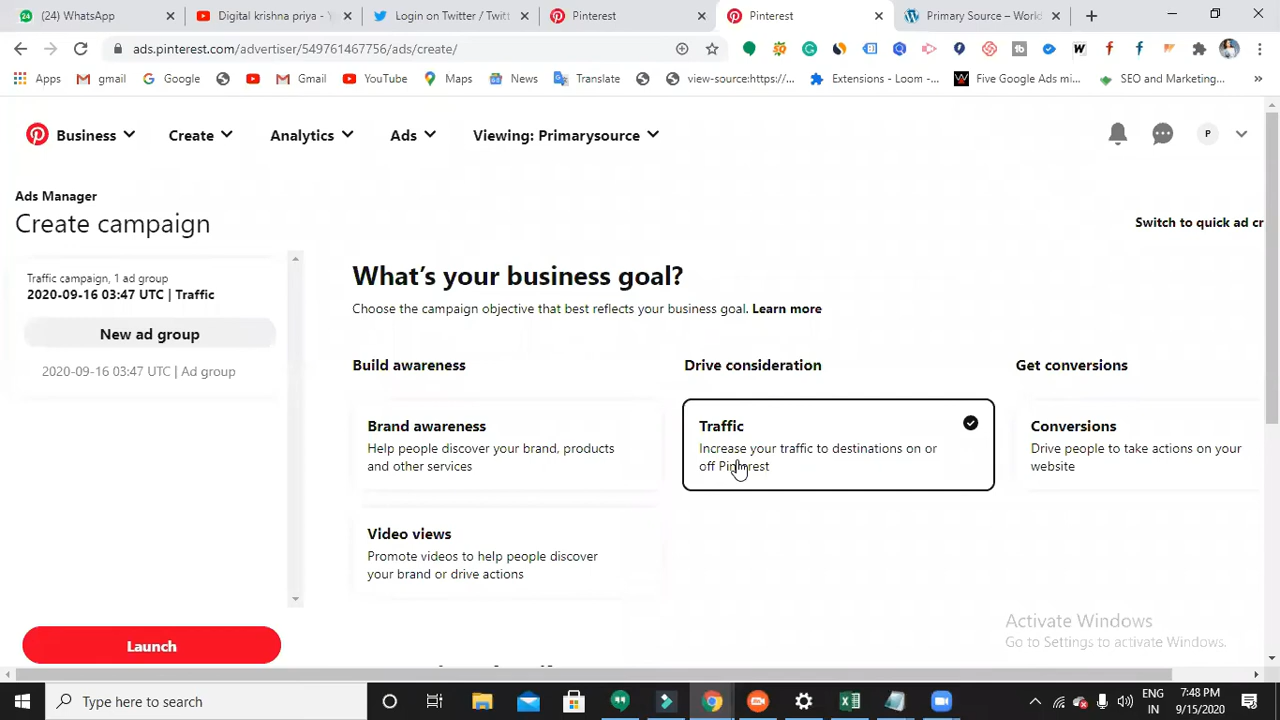 (24) WhatsApp
Digital krishna priya - Y
Login on Twitter / Twitt
Pinterest
Pinterest
Primary Source – Worl
ads.pinterest.com/advertiser/549761467756/ads/create/
Apps
gmail
Google
Gmail
YouTube
Maps
News
Translate
view-source:https://...
Extensions - Loom -...
Five Google Ads mi...
SEO and Marketing...
Business
Create
Analytics
Ads
Viewing: Primarysource
P
Ads Manager
Create campaign
Switch to quick ad cr
Traffic campaign, 1 ad group
2020-09-16 03:47 UTC | Traffic
New ad group
2020-09-16 03:47 UTC | Ad group
Launch
What's your business goal?
Choose the campaign objective that best reflects your business goal. Learn more
Build awareness
Brand awareness
Help people discover your brand, products
and other services
Video views
Promote videos to help people discover
your brand or drive actions
Drive consideration
Traffic
Increase your traffic to destinations on or
off Pinterest
Get conversions
Conversions
Drive people to take actions on your
website
Activate Windows
Go to Settings to activate Windows.
Type here to search
ENG
IN
7:48 PM
9/15/2020